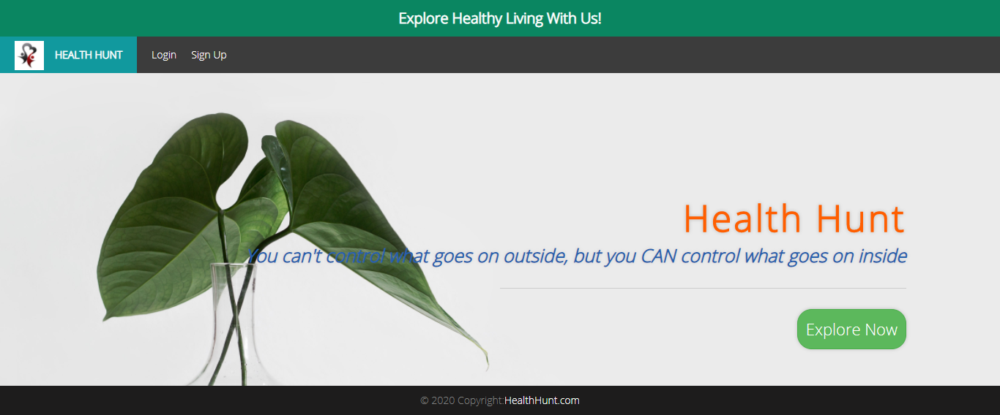 Explore Healthy Living With Us!
HEALTH HUNT Login Sign Up
Health Hunt
You can't control what goes on outside, but you CAN control what goes on inside
Explore Now
© 2020 Copyright:HealthHunt.com